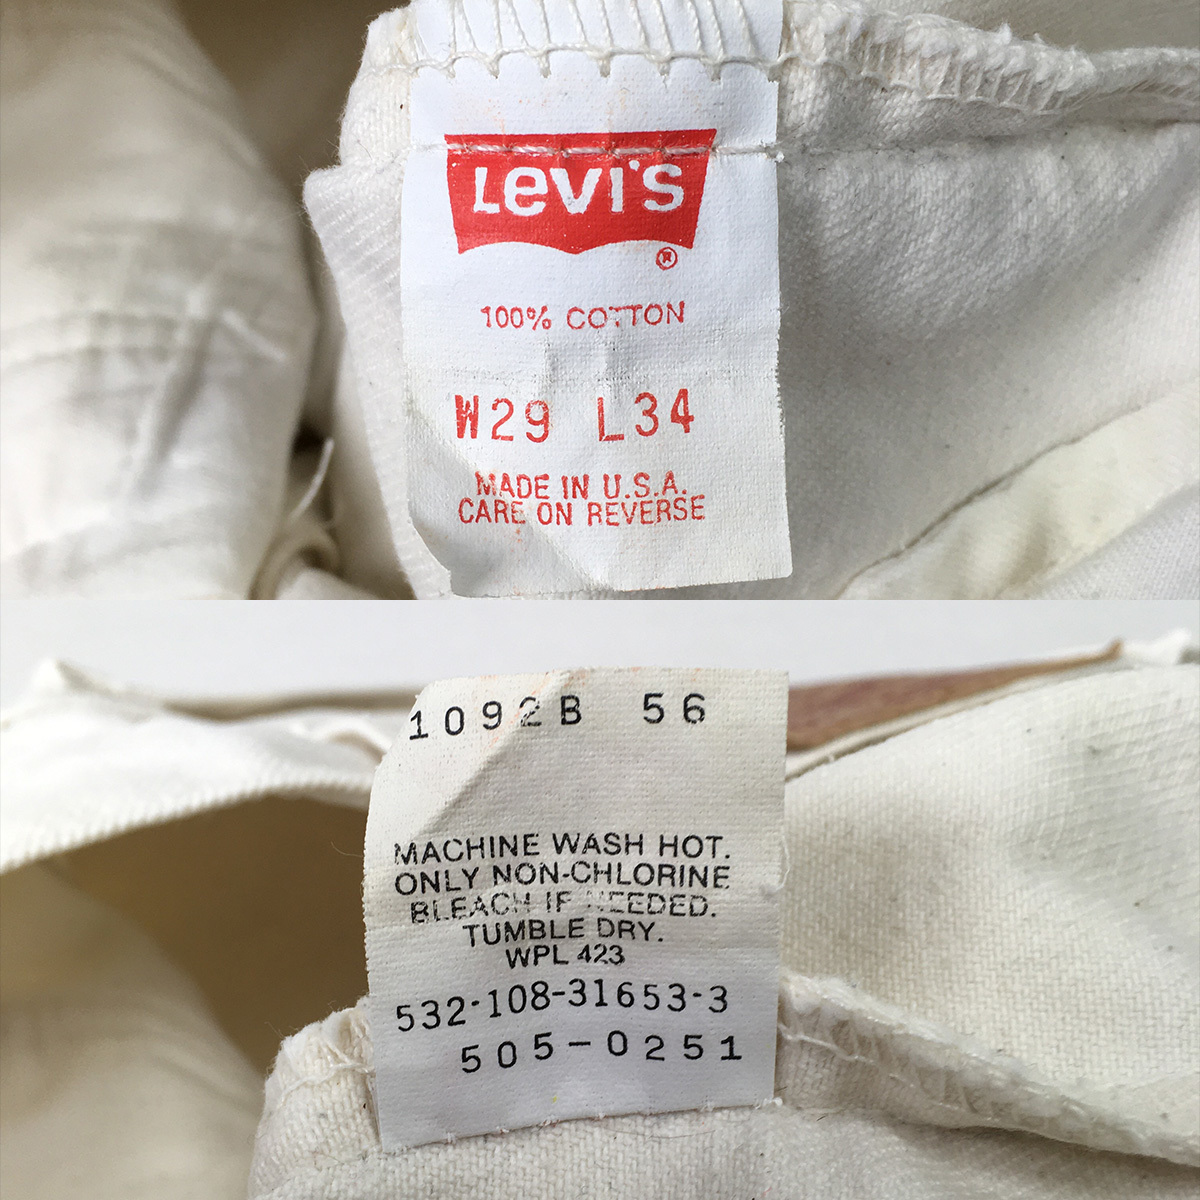 Levi's
®
100% COTTON
W29 L34
MADE IN U.S.A.
CARE ON REVERSE
1092B 56
MACHINE WASH HOT.
ONLY NON-CHLORINE
BLEACH IF NEEDED.
TUMBLE DRY.
WPL 423
532-108-31653-3
505-0251